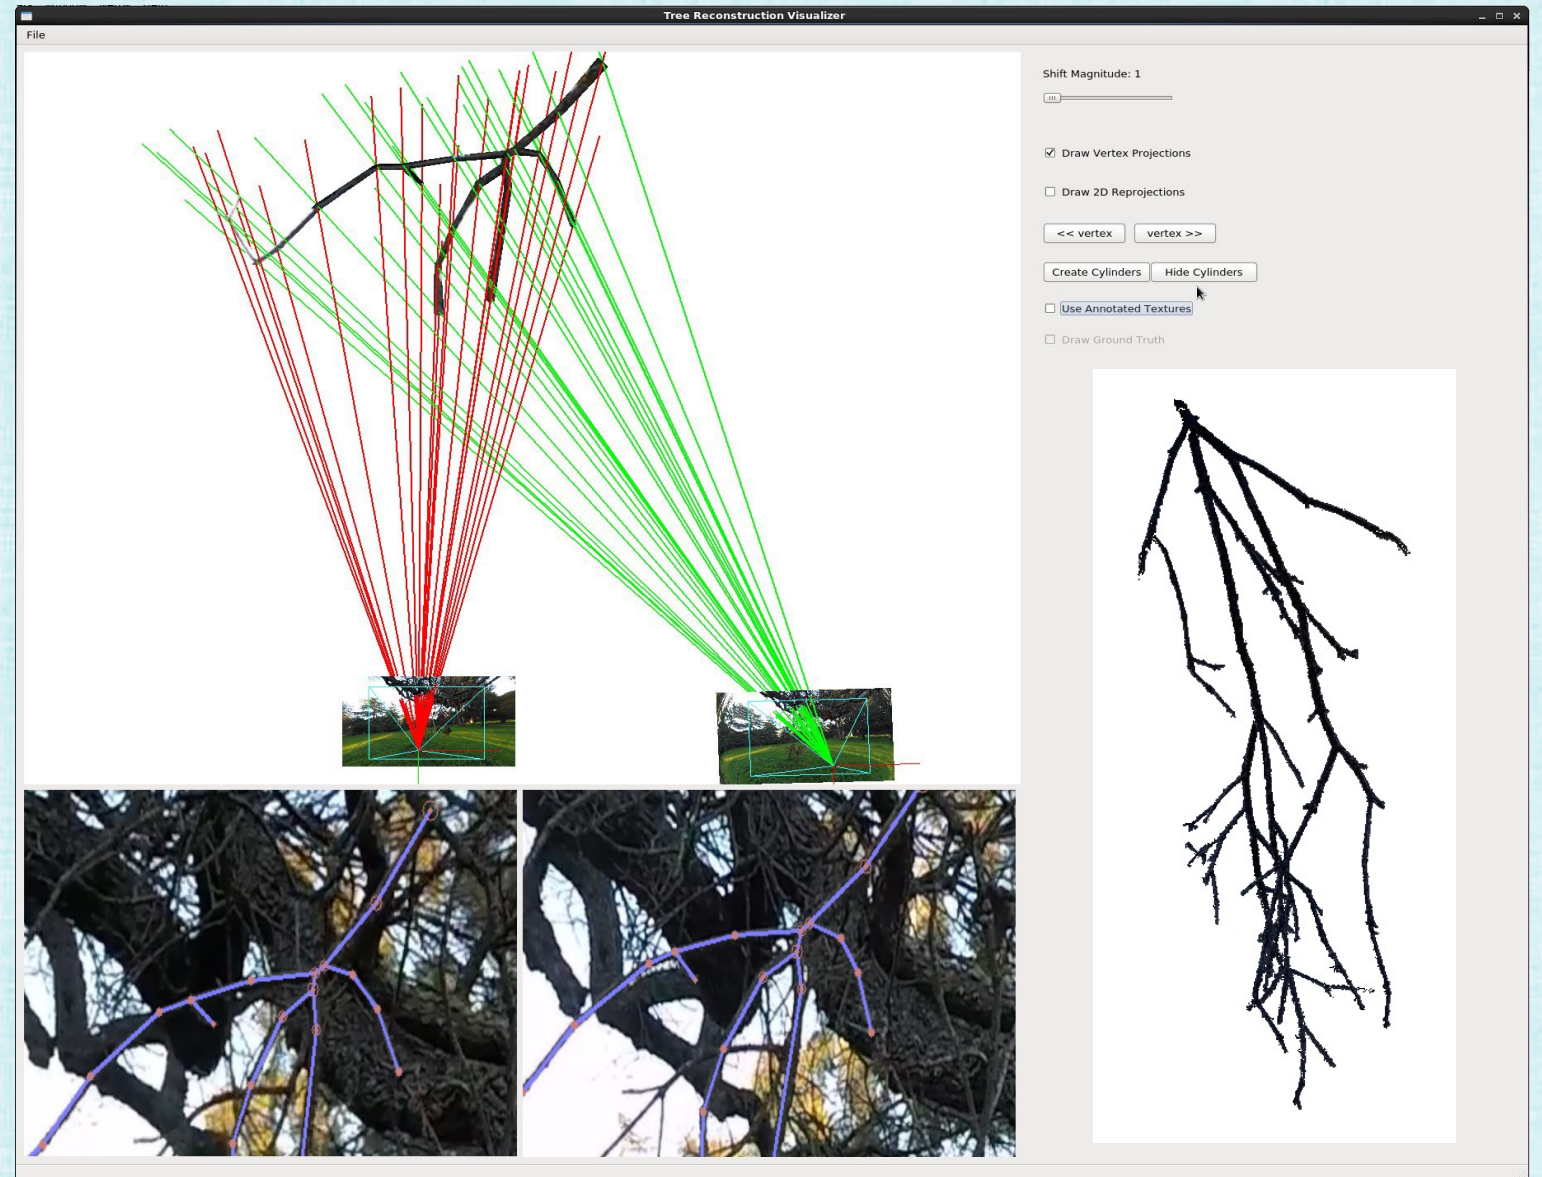 Tree Reconstruction Visualizer
File
Shift Magnitude: 1
Draw Vertex Projections
Draw 2D Reprojections
<< vertex vertex >>
Create Cylinders Hide Cylinders
Use Annotated Textures
Draw Ground Truth